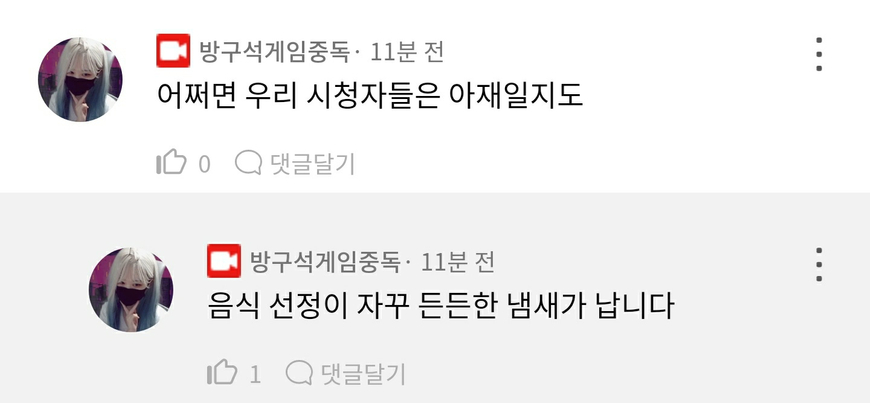 방구석게임중독· 11분 전
어쩌면 우리 시청자들은 아재일지도
0 댓글달기
방구석게임중독· 11분 전
음식 선정이 자꾸 든든한 냄새가 납니다
1 댓글달기